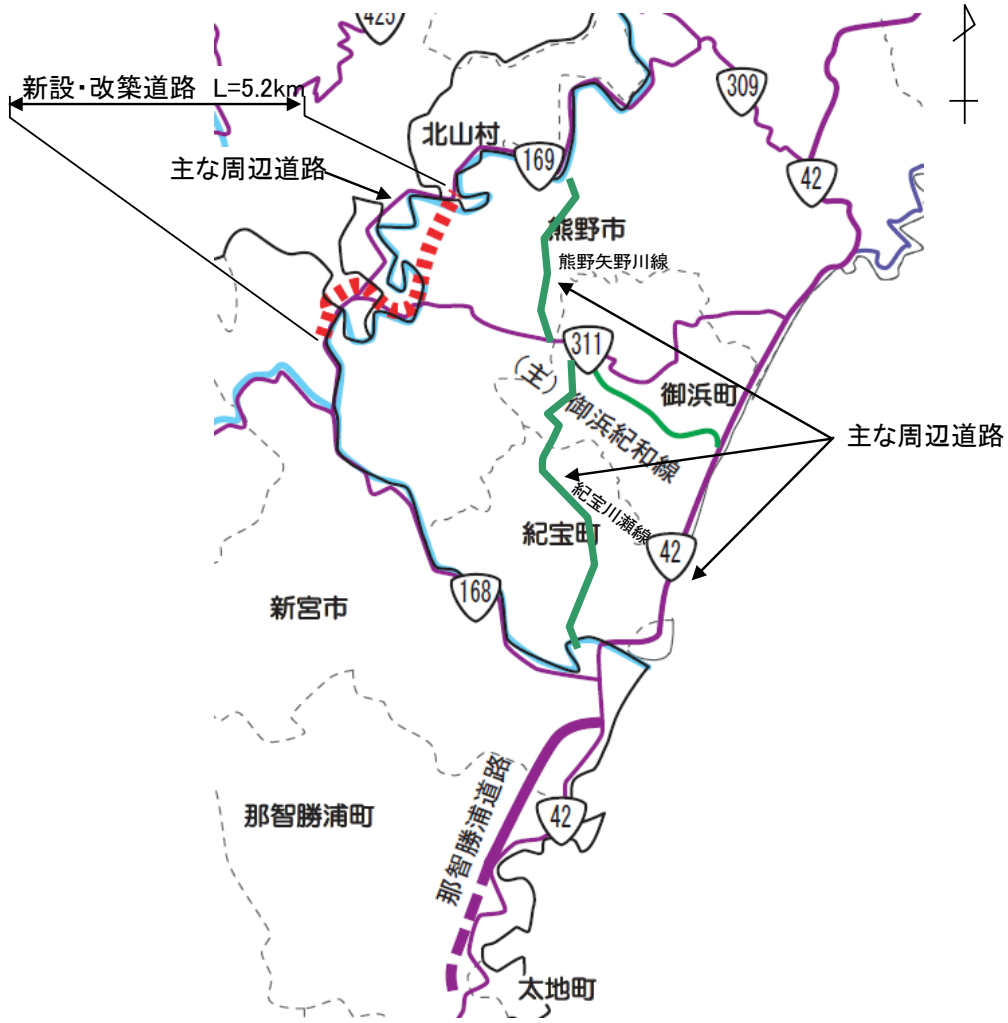 425
新設・改築道路 L=5.2km
309
北山村
169
主な周辺道路
42
熊野市
熊野矢野川線
311
(主)御浜紀和線
御浜町
主な周辺道路
紀宝川瀬線
紀宝町
42
168
新宮市
那智勝浦道路
那智勝浦町
42
太地町